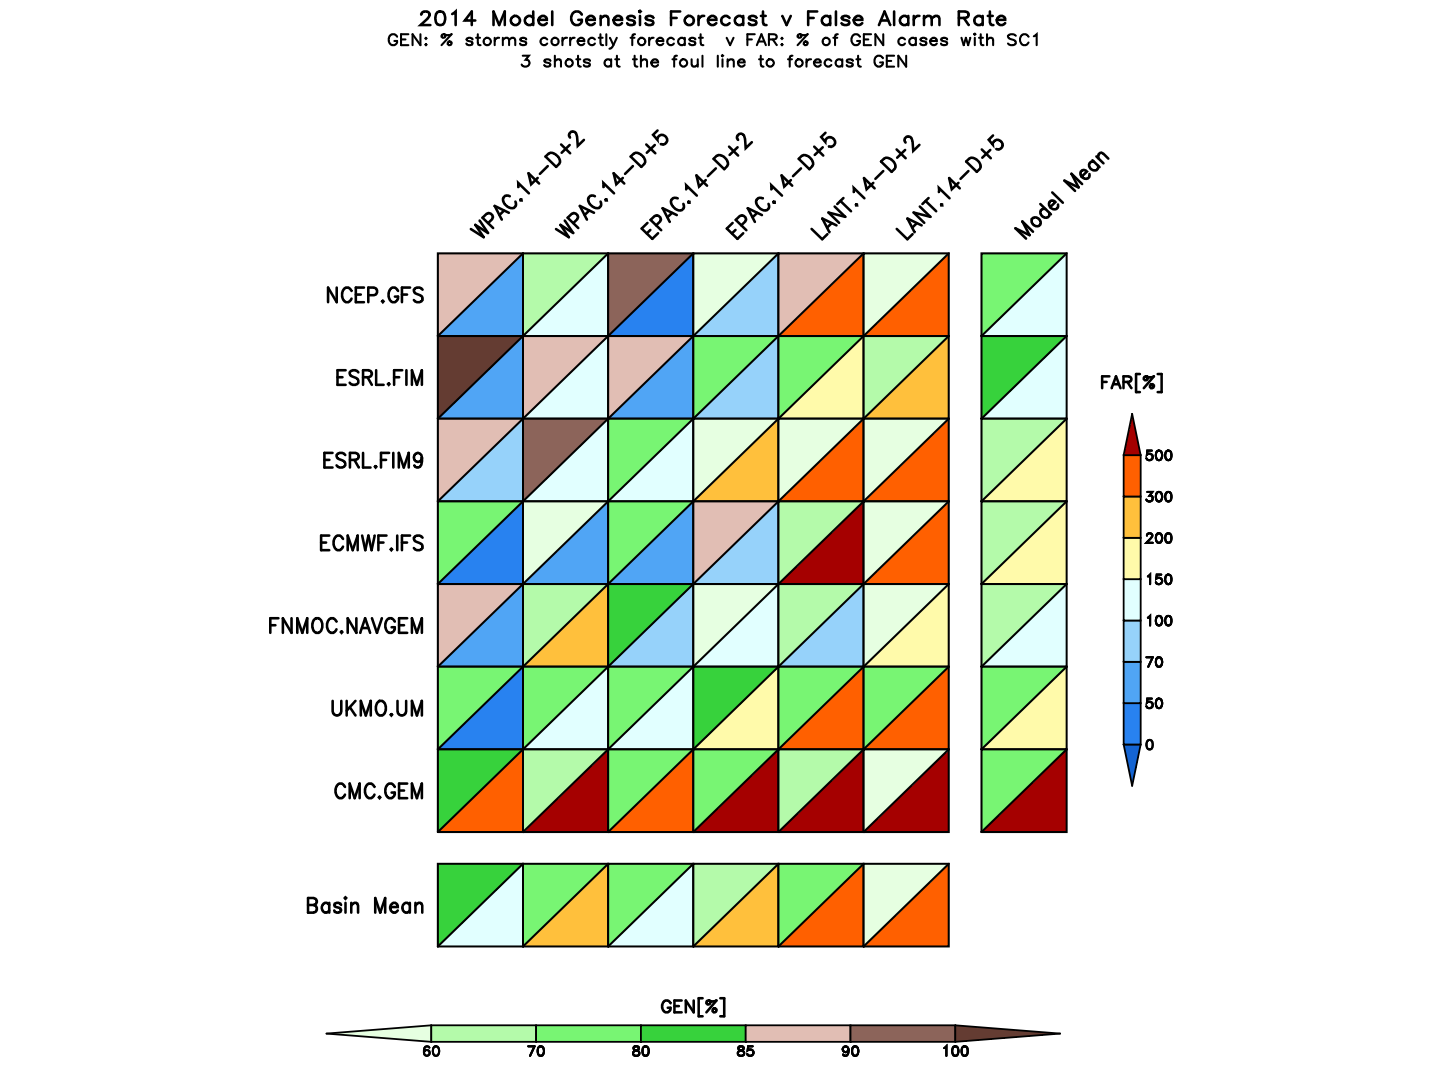 2014 Model Genesis Forecast v False Alarm Rate
GEN: % storms correctly forecast v FAR: % of GEN cases with SC1
3 shots at the foul line to forecast GEN
WPAC.14-D+2
WPAC.14-D+5
EPAC.14-D+2
EPAC.14-D+5
LANT.14-D+2
LANT.14-D+5
Model Mean
NCEP.GFS
ESRL.FIM
ESRL.FIM9
ECMWF.IFS
FNMOC.NAVGEM
UKMO.UM
CMC.GEM
Basin Mean
FAR[%]
500
300
200
150
100
70
50
0
GEN[%]
60 70 80 85 90 100